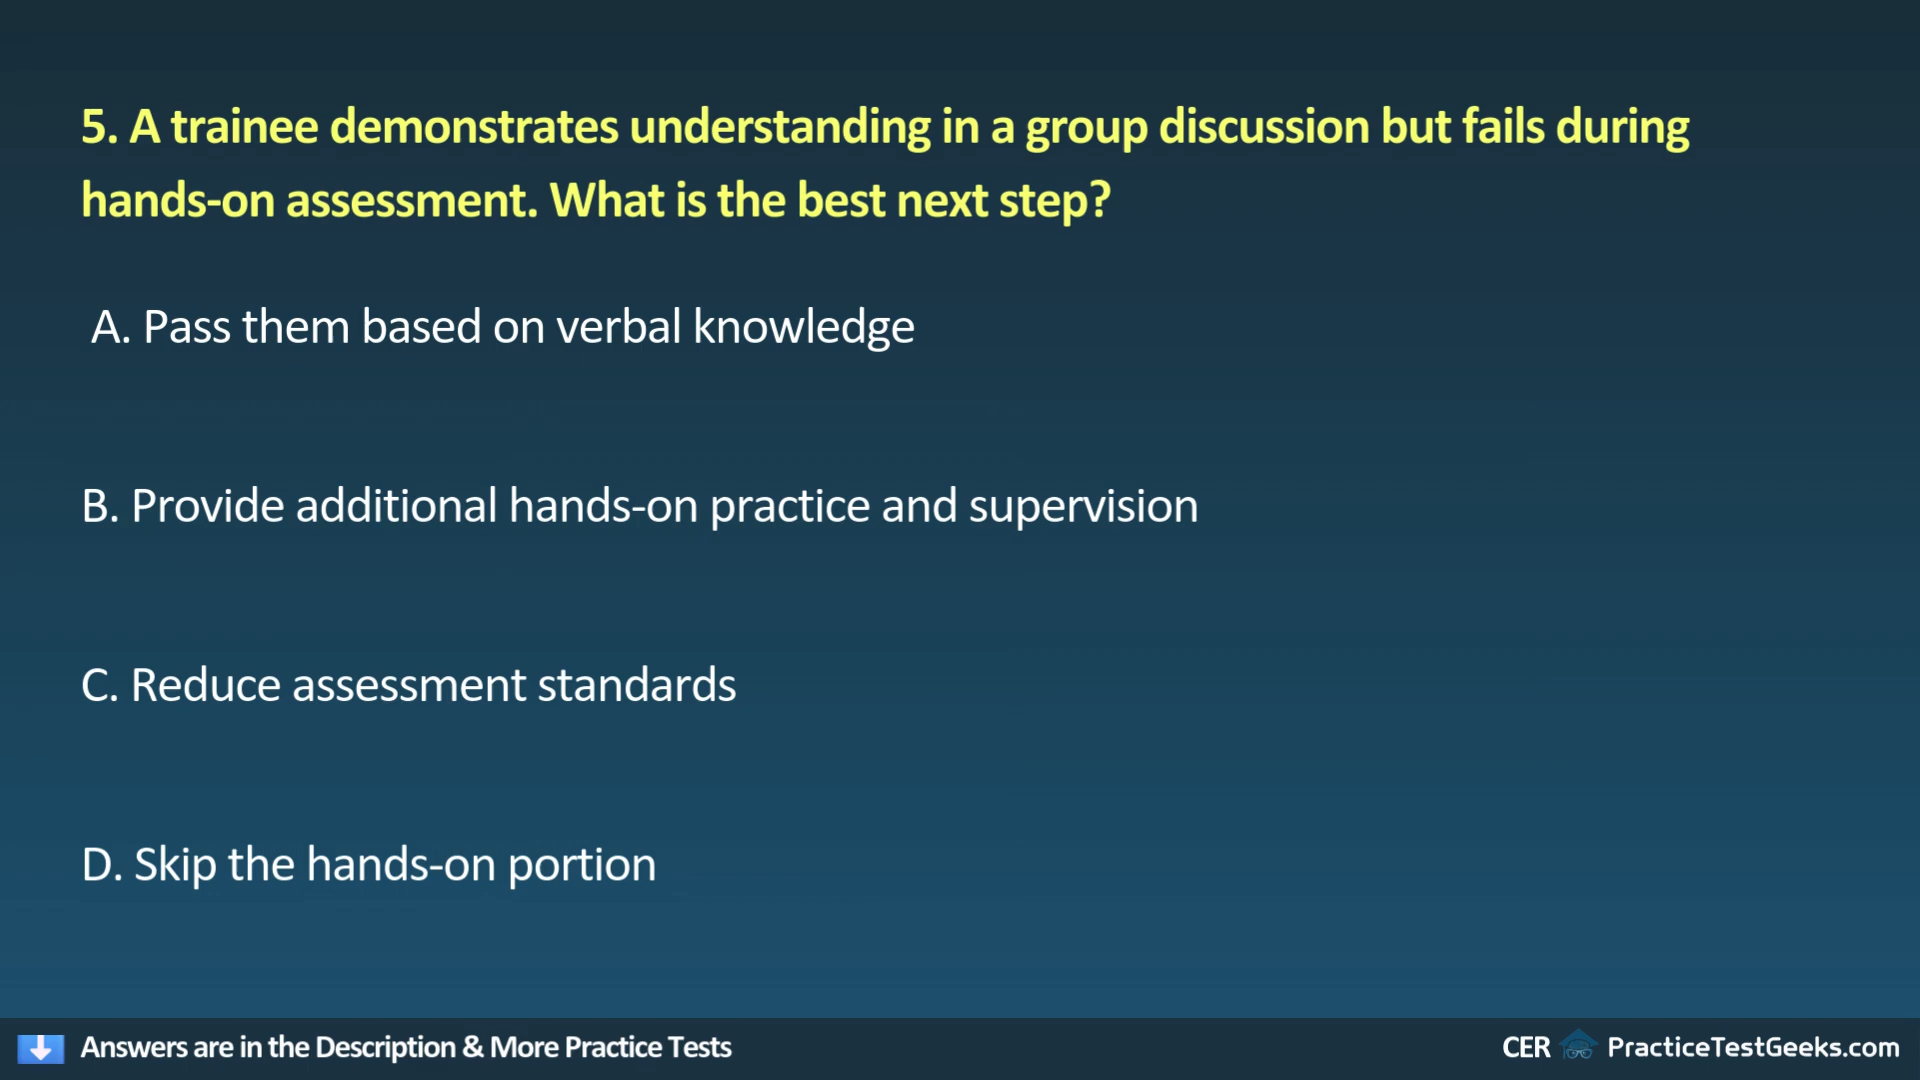 5. A trainee demonstrates understanding in a group discussion but fails during
hands-on assessment. What is the best next step?
A. Pass them based on verbal knowledge
B. Provide additional hands-on practice and supervision
C. Reduce assessment standards
D. Skip the hands-on portion
Answers are in the Description & More Practice Tests
CER PracticeTestGeeks.com